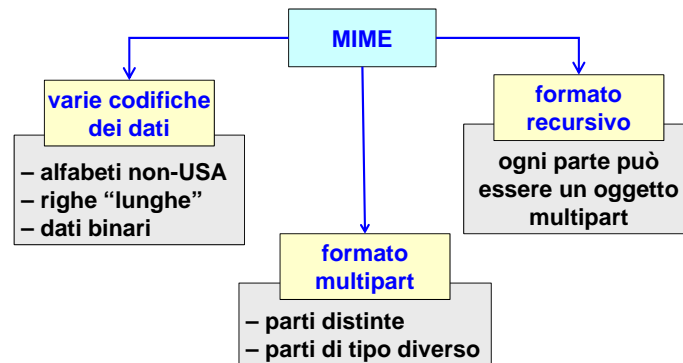 MIME
varie codifiche
dei dati
– alfabeti non-USA
– righe “lunghe”
– dati binari
formato
multipart
– parti distinte
– parti di tipo diverso
formato
recursivo
ogni parte può
essere un oggetto
multipart